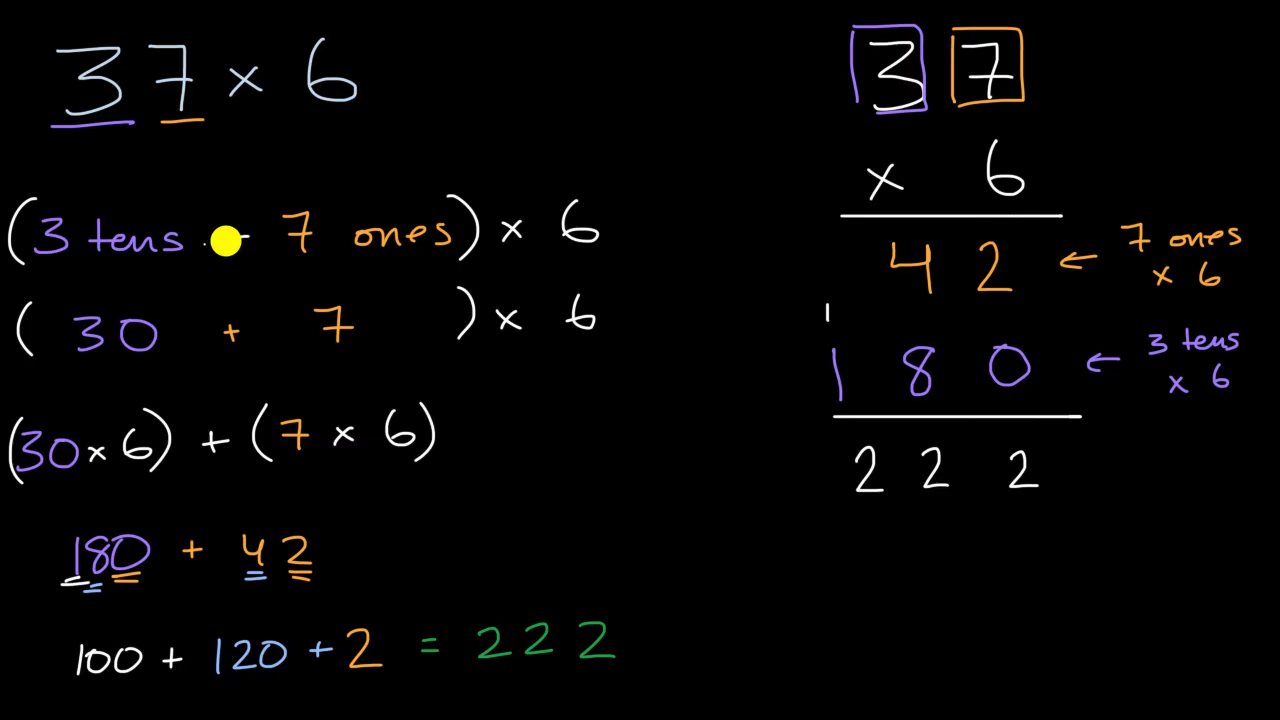 37 × 6
(3 tens - 7 ones) × 6
(30 + 7) × 6
(30 × 6) + (7 × 6)
180 + 42
100 + 120 + 2 = 222
37
× 6
42 ← 7 ones × 6
1
180 ← 3 tens × 6
222